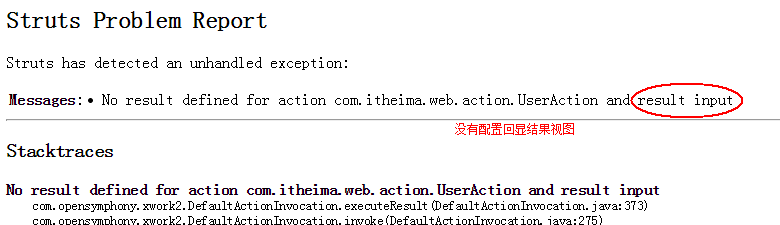 Struts Problem Report
Struts has detected an unhandled exception:
Messages: • No result defined for action com.itheima.web.action.UserAction and result input
没有配置回显结果视图
Stacktraces
No result defined for action com.itheima.web.action.UserAction and result input
com.opensymphony.xwork2.DefaultActionInvocation.executeResult(DefaultActionInvocation.java:373)
com.opensymphony.xwork2.DefaultActionInvocation.invoke(DefaultActionInvocation.java:275)